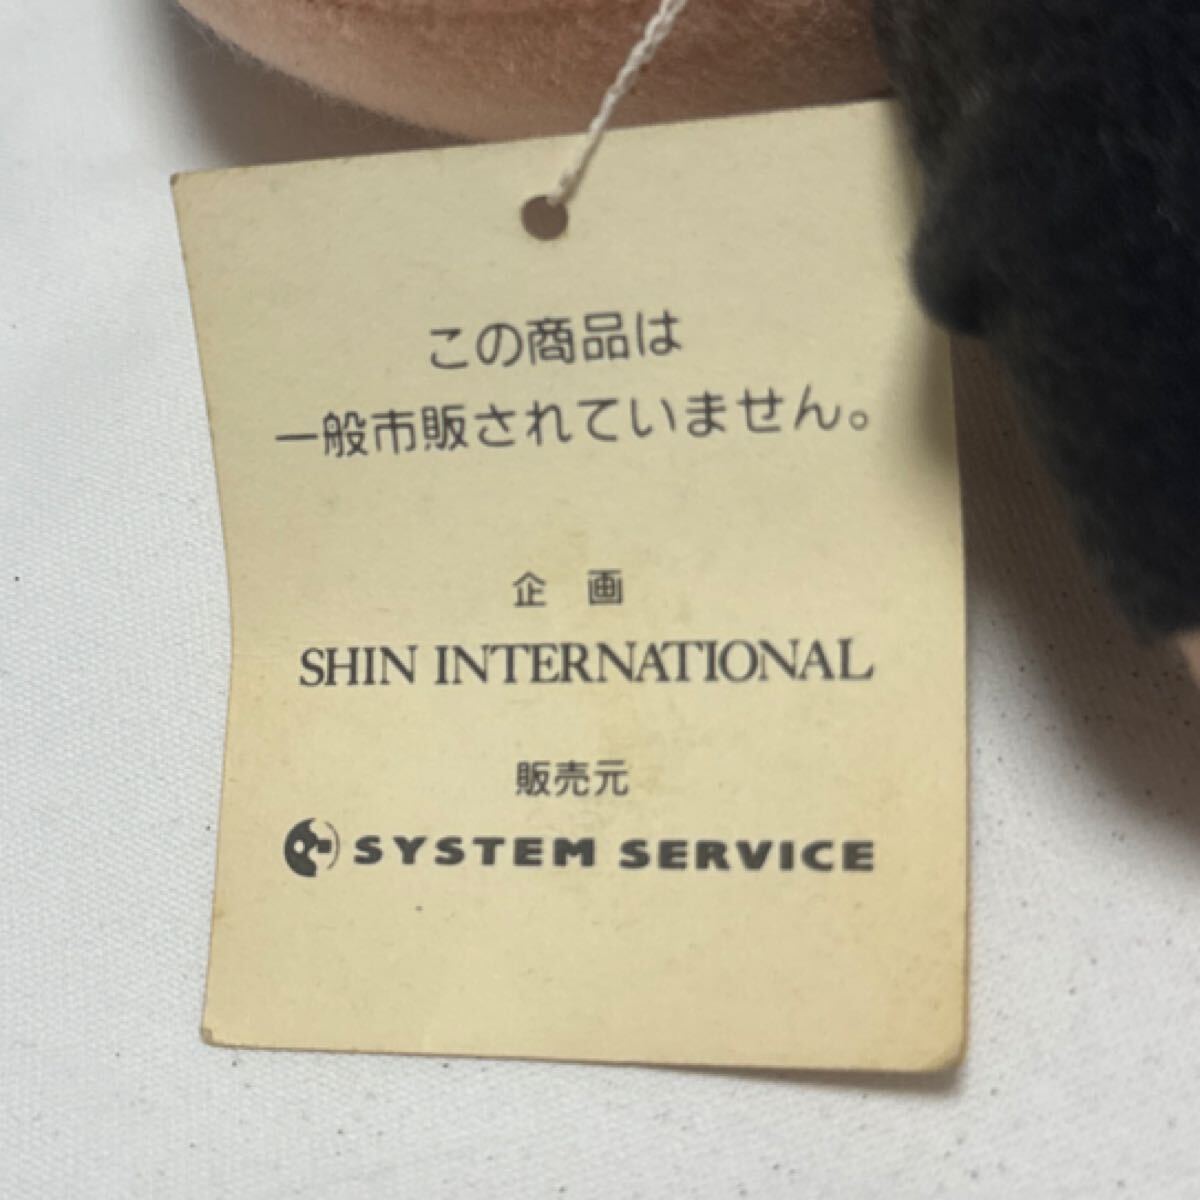 この商品は
一般市販されていません。
企 画
SHIN INTERNATIONAL
販売元
SYSTEM SERVICE